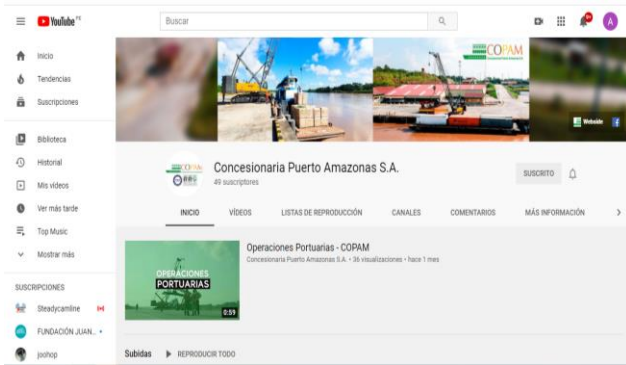 YouTube PE
Buscar
9+
A
Inicio
Tendencias
Suscripciones
Biblioteca
Historial
Mis videos
Ver más tarde
Top Music
Mostrar más
SUSCRIPCIONES
Steadycamline
FUNDACIÓN JUAN...
joohop
COPAM
Website
COPAM
Concesionaria Puerto Amazonas S.A.
49 suscriptores
SUSCRITO
INICIO VÍDEOS LISTAS DE REPRODUCCIÓN CANALES COMENTARIOS MÁS INFORMACIÓN
OPERACIONES
PORTUARIAS
0:59
Operaciones Portuarias - COPAM
Concesionaria Puerto Amazonas S.A. • 36 visualizaciones • hace 1 mes
Subidas REPRODUCIR TODO